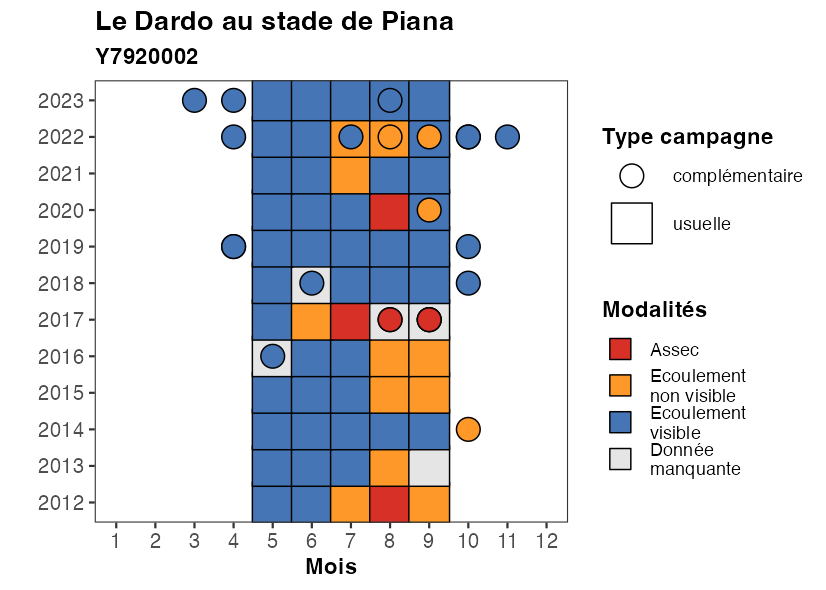 Le Dardo au stade de Piana
Y7920002
2023
2022
2021
2020
2019
2018
2017
2016
2015
2014
2013
2012
1 2 3 4 5 6 7 8 9 10 11 12
Mois
Type campagne
complémentaire
usuelle
Modalités
Assec
Ecoulement
non visible
Ecoulement
visible
Donnée
manquante